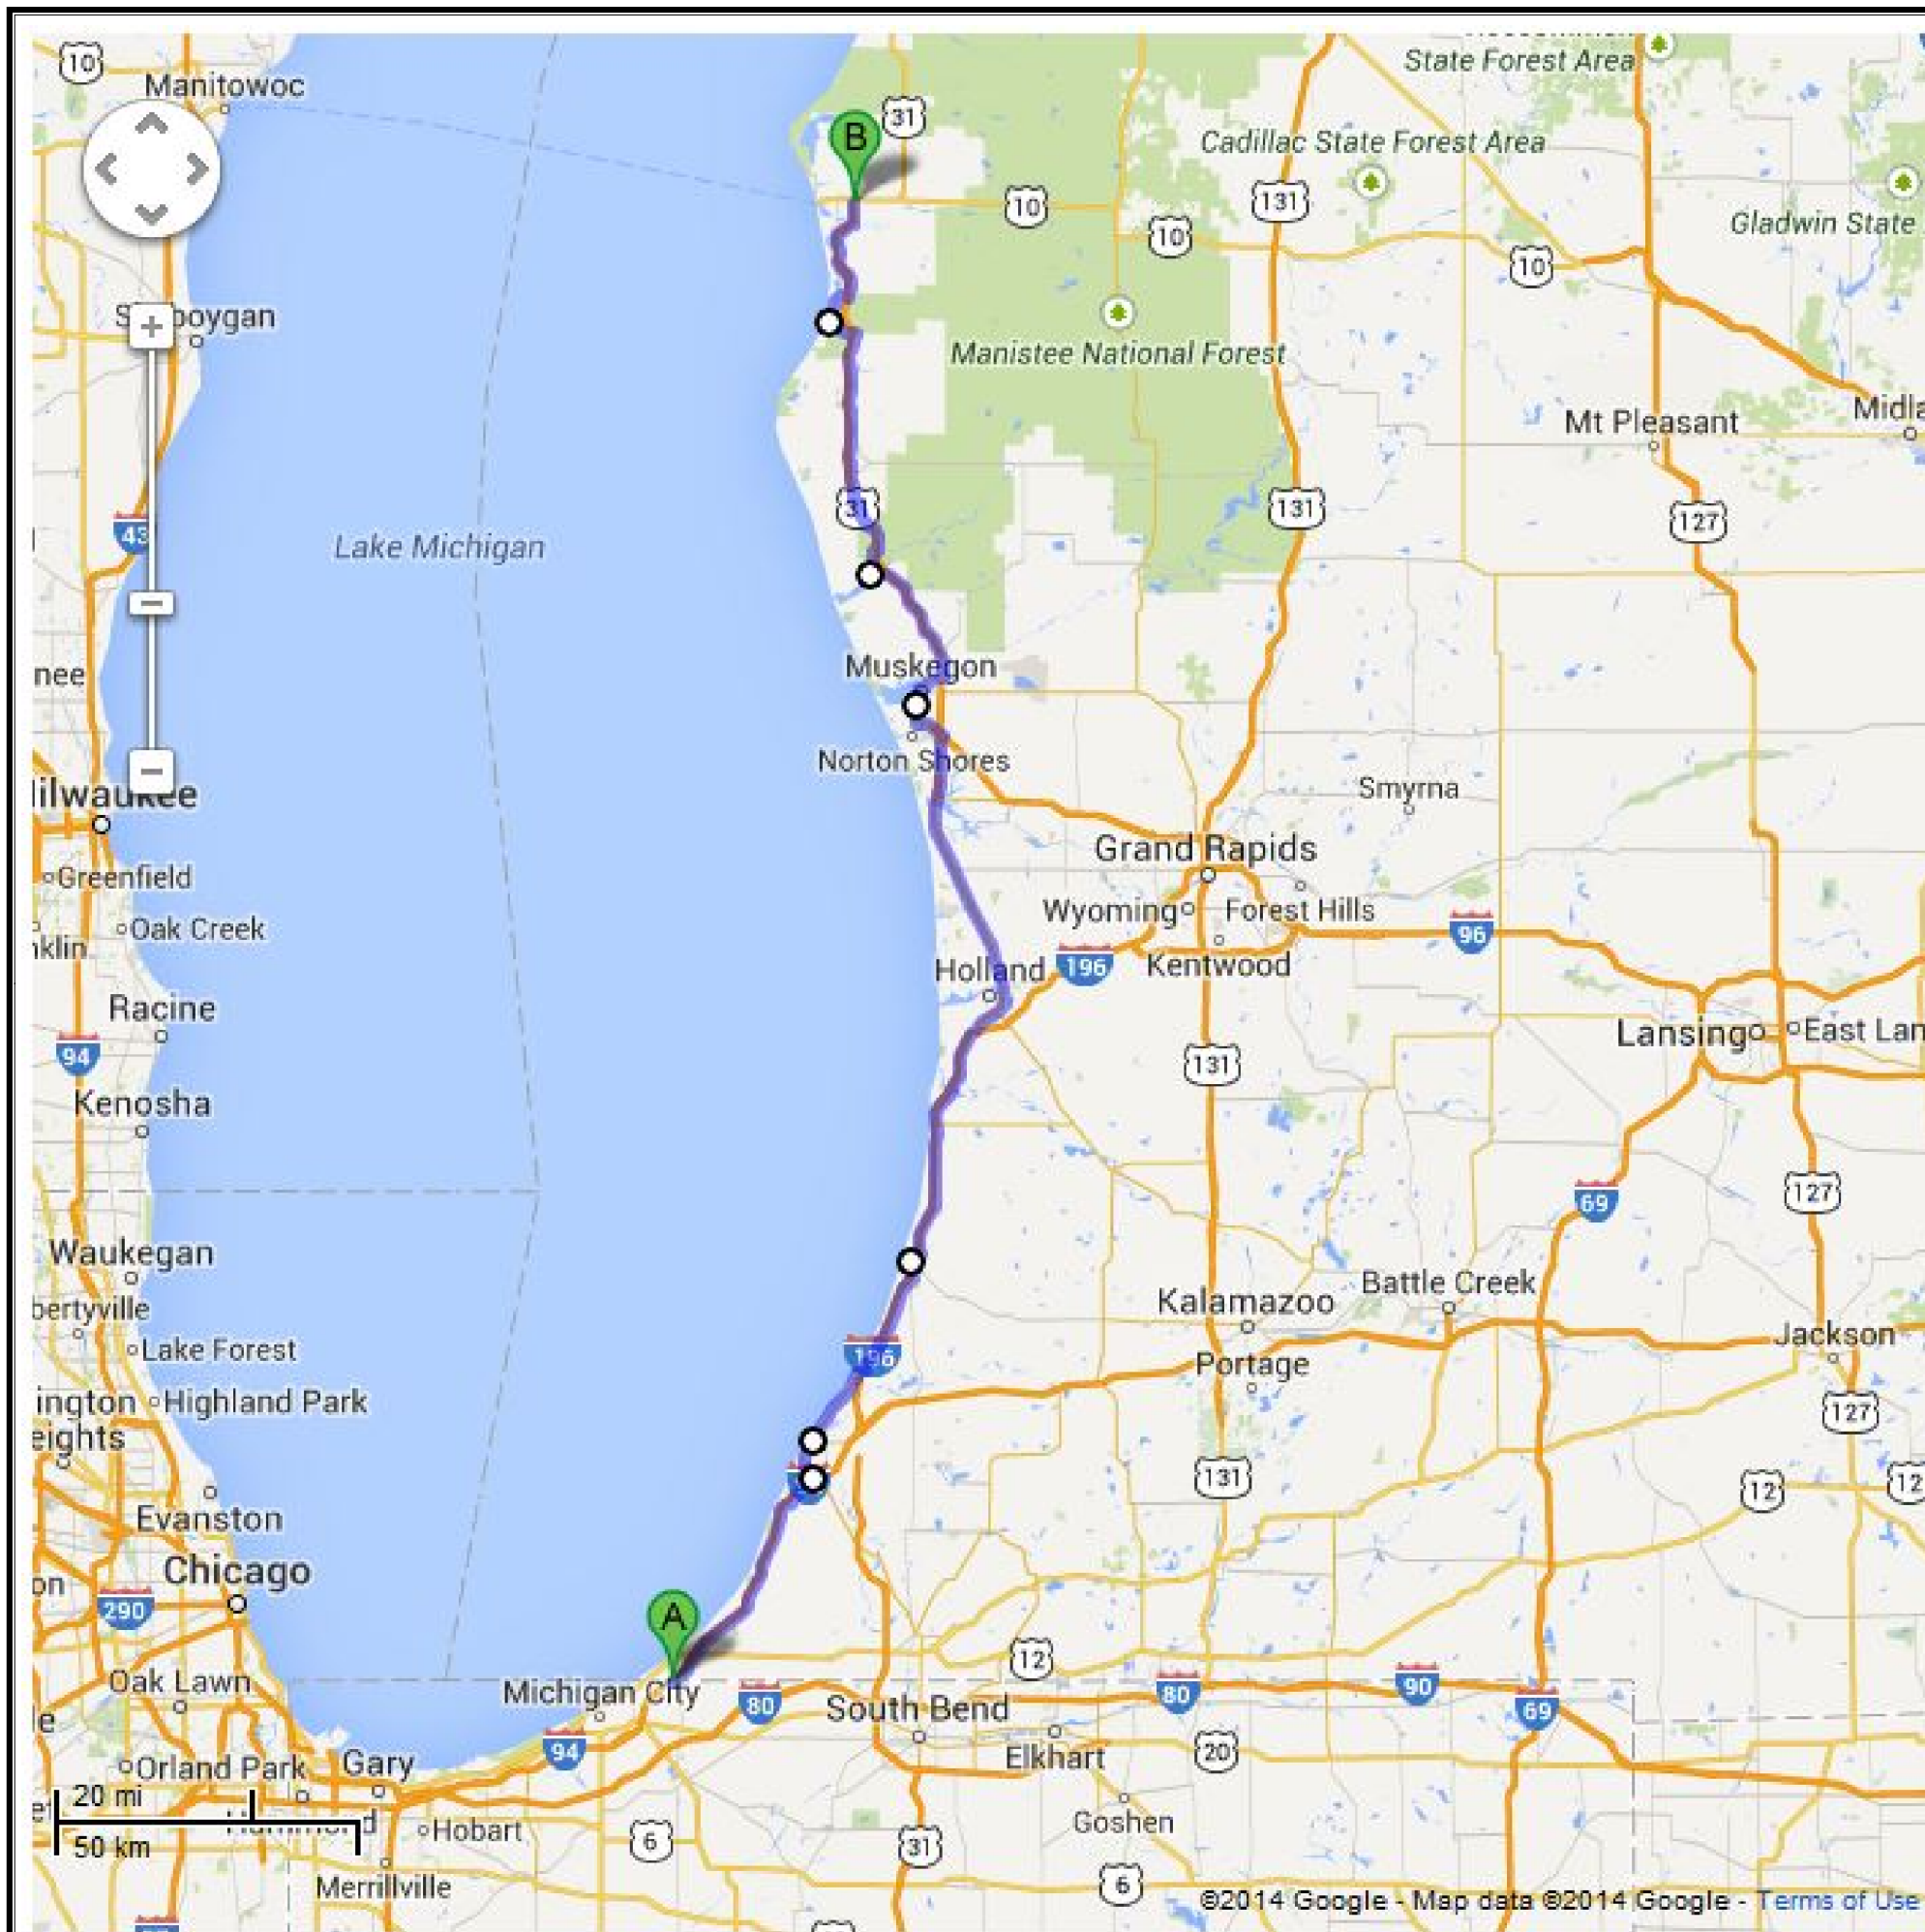 State Forest Area
10
Manitowoc
31
B
Cadillac State Forest Area
131
10
10
Gladwin State
10
Manistee National Forest
boygan
Mt Pleasant
31
131
127
43
Lake Michigan
nee
Muskegon
Norton Shores
Smyrna
ilwaukee
Grand Rapids
Greenfield
Wyoming
Forest Hills
Oak Creek
96
nklin
Holland
196
Kentwood
Racine
Lansing
East Lan
94
131
Kenosha
127
69
Waukegan
Battle Creek
Kalamazoo
bertyville
Jackson
Lake Forest
196
Portage
ington
Highland Park
127
eights
131
12
12
Evanston
Chicago
on
290
A
12
Oak Lawn
Michigan City
80
South Bend
80
90
69
Elkhart
20
94
Orland Park
Gary
20 mi
Goshen
Hobart
50 km
6
31
Merrillville
6
©2014 Google - Map data ©2014 Google - Terms of Use